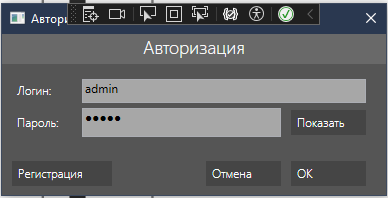 Автори
Авторизация
Логин: admin
Пароль: ●●●●●
Показать
Регистрация Отмена OK